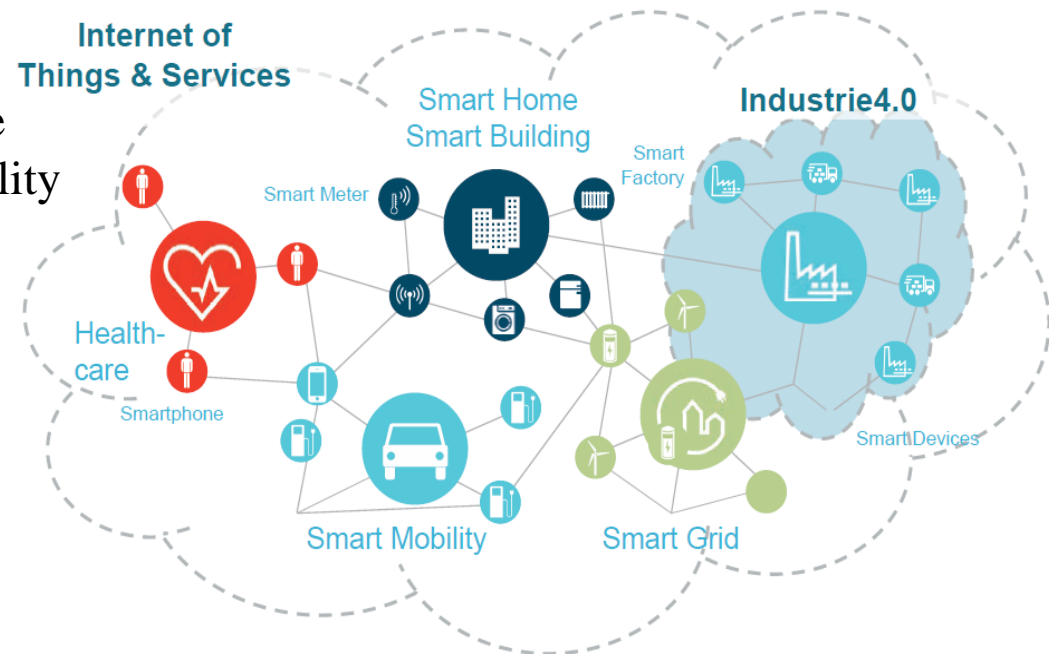 Internet of
Things & Services
Smart Home
Smart Building
Industrie4.0
Smart
Factory
Smart Meter
Health-
care
Smartphone
Smart Devices
Smart Mobility
Smart Grid